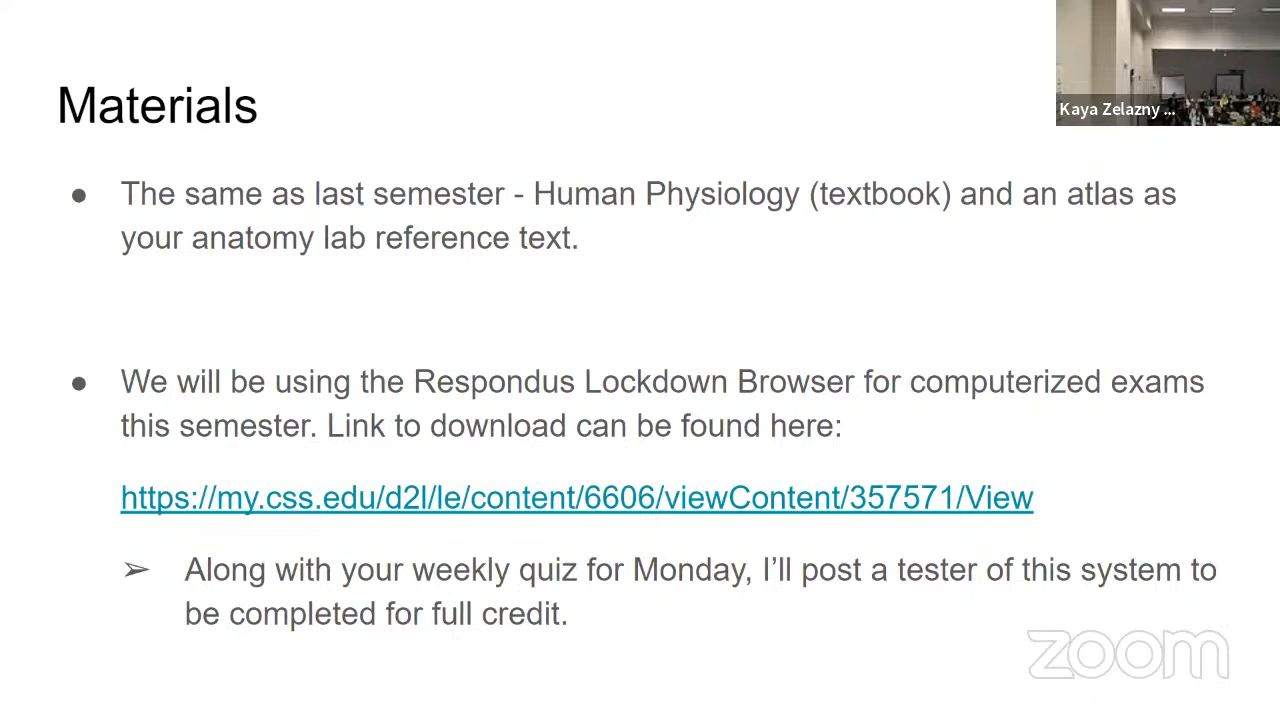 Kaya Zelazny ...
Materials
● The same as last semester - Human Physiology (textbook) and an atlas as
your anatomy lab reference text.
● We will be using the Respondus Lockdown Browser for computerized exams
this semester. Link to download can be found here:
https://my.css.edu/d2l/le/content/6606/viewContent/357571/View
➢ Along with your weekly quiz for Monday, I’ll post a tester of this system to
be completed for full credit.
zoom